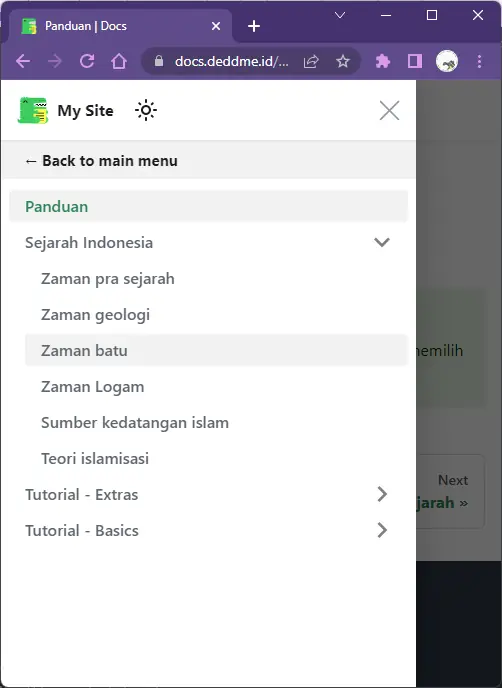 Panduan | Docs
docs.deddme.id/...
My Site
← Back to main menu
Panduan
Sejarah Indonesia
Zaman pra sejarah
Zaman geologi
Zaman batu
Zaman Logam
Sumber kedatangan islam
Teori islamisasi
Tutorial - Extras
Tutorial - Basics
Next
»